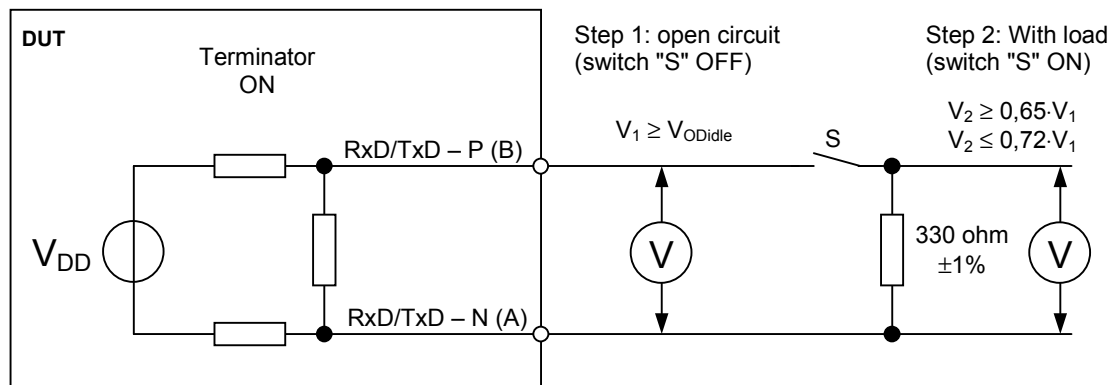 DUT
Terminator
ON
Step 1: open circuit
(switch "S" OFF)
Step 2: With load
(switch "S" ON)
V₁ ≥ V_ODidle
S
V₂ ≥ 0,65·V₁
V₂ ≤ 0,72·V₁
RxD/TxD – P (B)
V_DD
V
330 ohm
±1%
V
RxD/TxD – N (A)